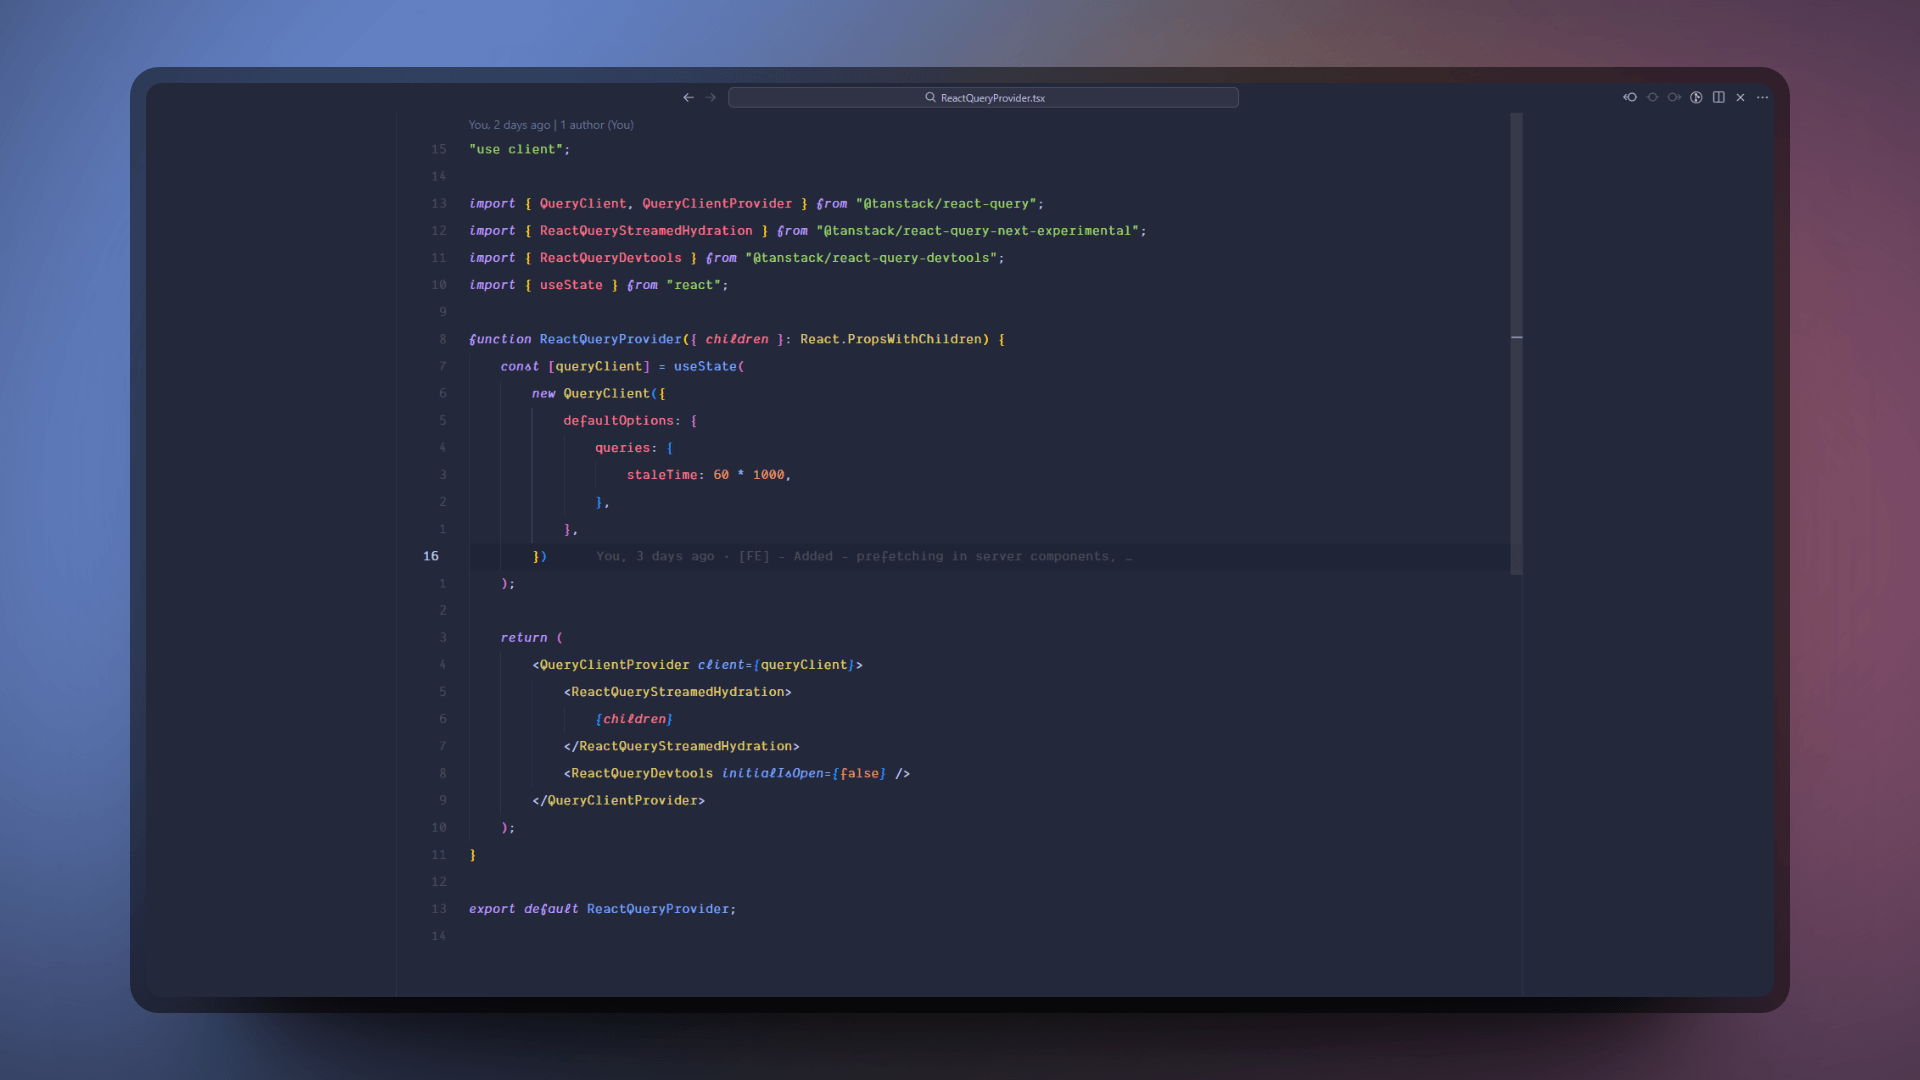 ReactQueryProvider.tsx
You, 2 days ago | 1 author (You)
15 "use client";
14
13 import { QueryClient, QueryClientProvider } from "@tanstack/react-query";
12 import { ReactQueryStreamedHydration } from "@tanstack/react-query-next-experimental";
11 import { ReactQueryDevtools } from "@tanstack/react-query-devtools";
10 import { useState } from "react";
9
8 function ReactQueryProvider({ children }: React.PropsWithChildren) {
7     const [queryClient] = useState(
6         new QueryClient({
5             defaultOptions: {
4                 queries: {
3                     staleTime: 60 * 1000,
2                 },
1             },
16         })      You, 3 days ago · [FE] - Added - prefetching in server components, …
1     );
2
3     return (
4         <QueryClientProvider client={queryClient}>
5             <ReactQueryStreamedHydration>
6                 {children}
7             </ReactQueryStreamedHydration>
8             <ReactQueryDevtools initialIsOpen={false} />
9         </QueryClientProvider>
10     );
11 }
12
13 export default ReactQueryProvider;
14